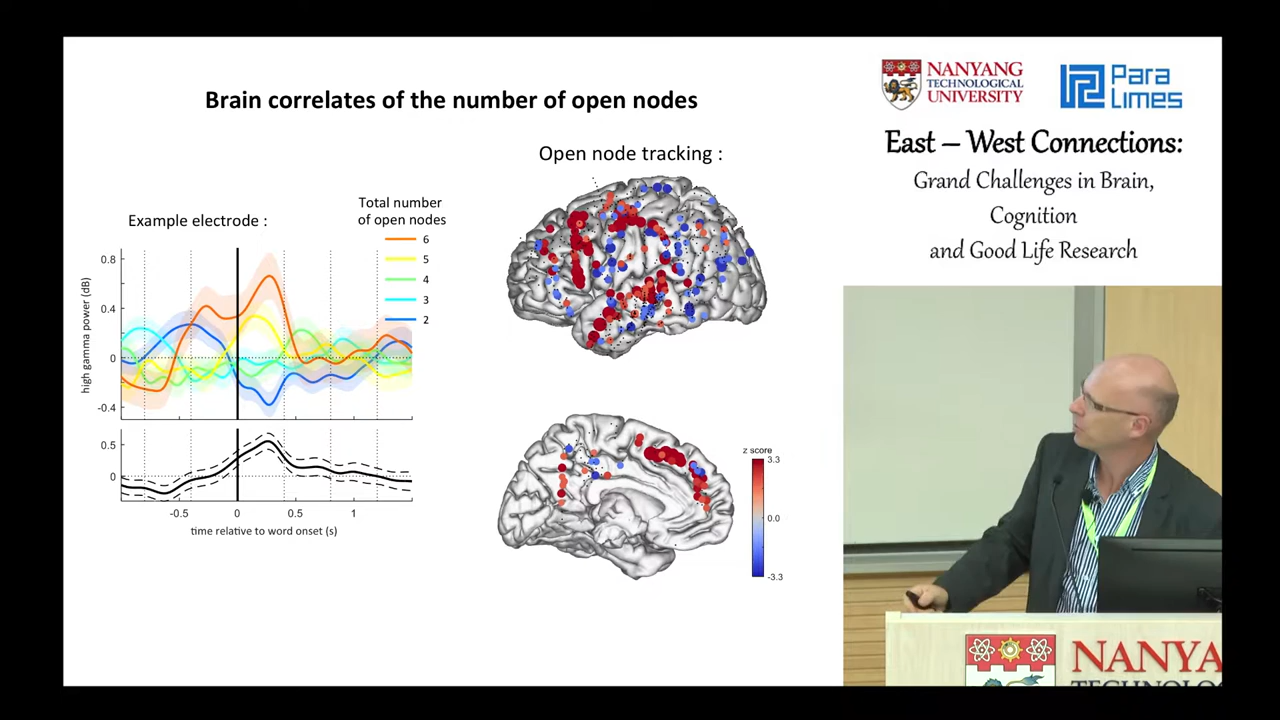 Brain correlates of the number of open nodes
Open node tracking :
Example electrode :
Total number
of open nodes
6
5
4
3
2
high gamma power (dB)
0.8
0.4
0
-0.4
0.5
0
-0.5
0
0.5
1
time relative to word onset (s)
z score
3.3
0.0
-3.3
NANYANG
TECHNOLOGICAL
UNIVERSITY
Para
Limes
East – West Connections:
Grand Challenges in Brain,
Cognition
and Good Life Research
NANYA